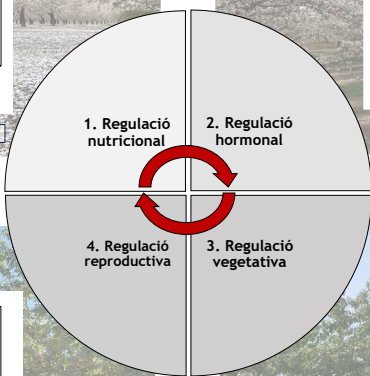 1. Regulació
nutricional
2. Regulació
hormonal
4. Regulació
reproductiva
3. Regulació
vegetativa